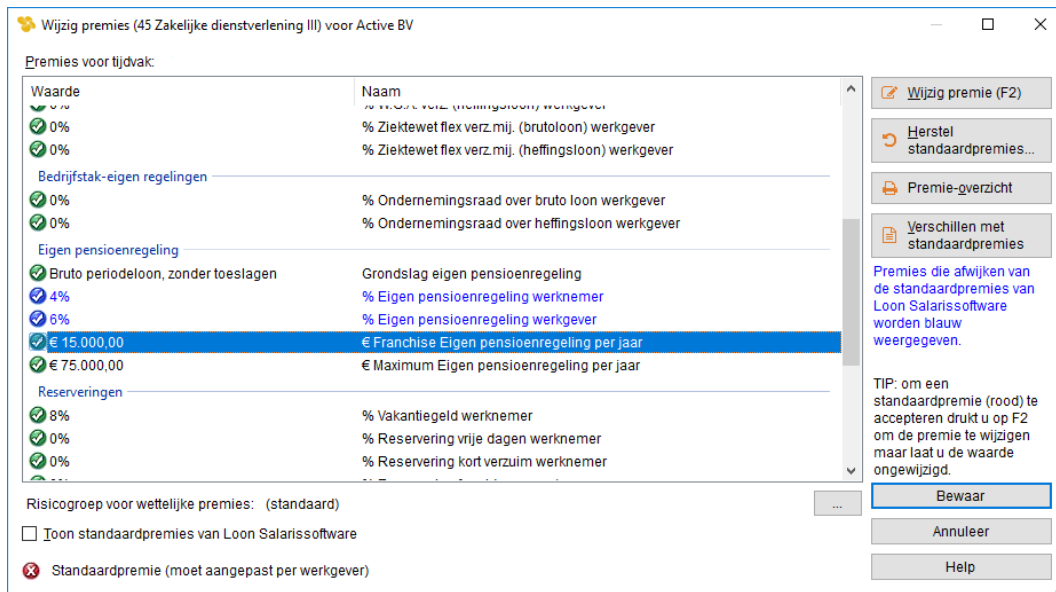 Wijzig premies (45 Zakelijke dienstverlening III) voor Active BV
Premies voor tijdvak:
Waarde Naam
0% % W.G.A. verz. (heffingsloon) werkgever
0% % Ziektewet flex verz.mij. (brutoloon) werkgever
0% % Ziektewet flex verz.mij. (heffingsloon) werkgever
Bedrijfstak-eigen regelingen
0% % Ondernemingsraad over bruto loon werkgever
0% % Ondernemingsraad over heffingsloon werkgever
Eigen pensioenregeling
Bruto periodeloon, zonder toeslagen Grondslag eigen pensioenregeling
4% % Eigen pensioenregeling werknemer
6% % Eigen pensioenregeling werkgever
€ 15.000,00 € Franchise Eigen pensioenregeling per jaar
€ 75.000,00 € Maximum Eigen pensioenregeling per jaar
Reserveringen
8% % Vakantiegeld werknemer
0% % Reservering vrije dagen werknemer
0% % Reservering kort verzuim werknemer
Risicogroep voor wettelijke premies: (standaard)
...
Toon standaardpremies van Loon Salarissoftware
Standaardpremie (moet aangepast per werkgever)
Wijzig premie (F2)
Herstel
standaardpremies...
Premie-overzicht
Verschillen met
standaardpremies
Premies die afwijken van
de standaardpremies van
Loon Salarissoftware
worden blauw
weergegeven.
TIP: om een
standaardpremie (rood) te
accepteren drukt u op F2
om de premie te wijzigen
maar laat u de waarde
ongewijzigd.
Bewaar
Annuleer
Help